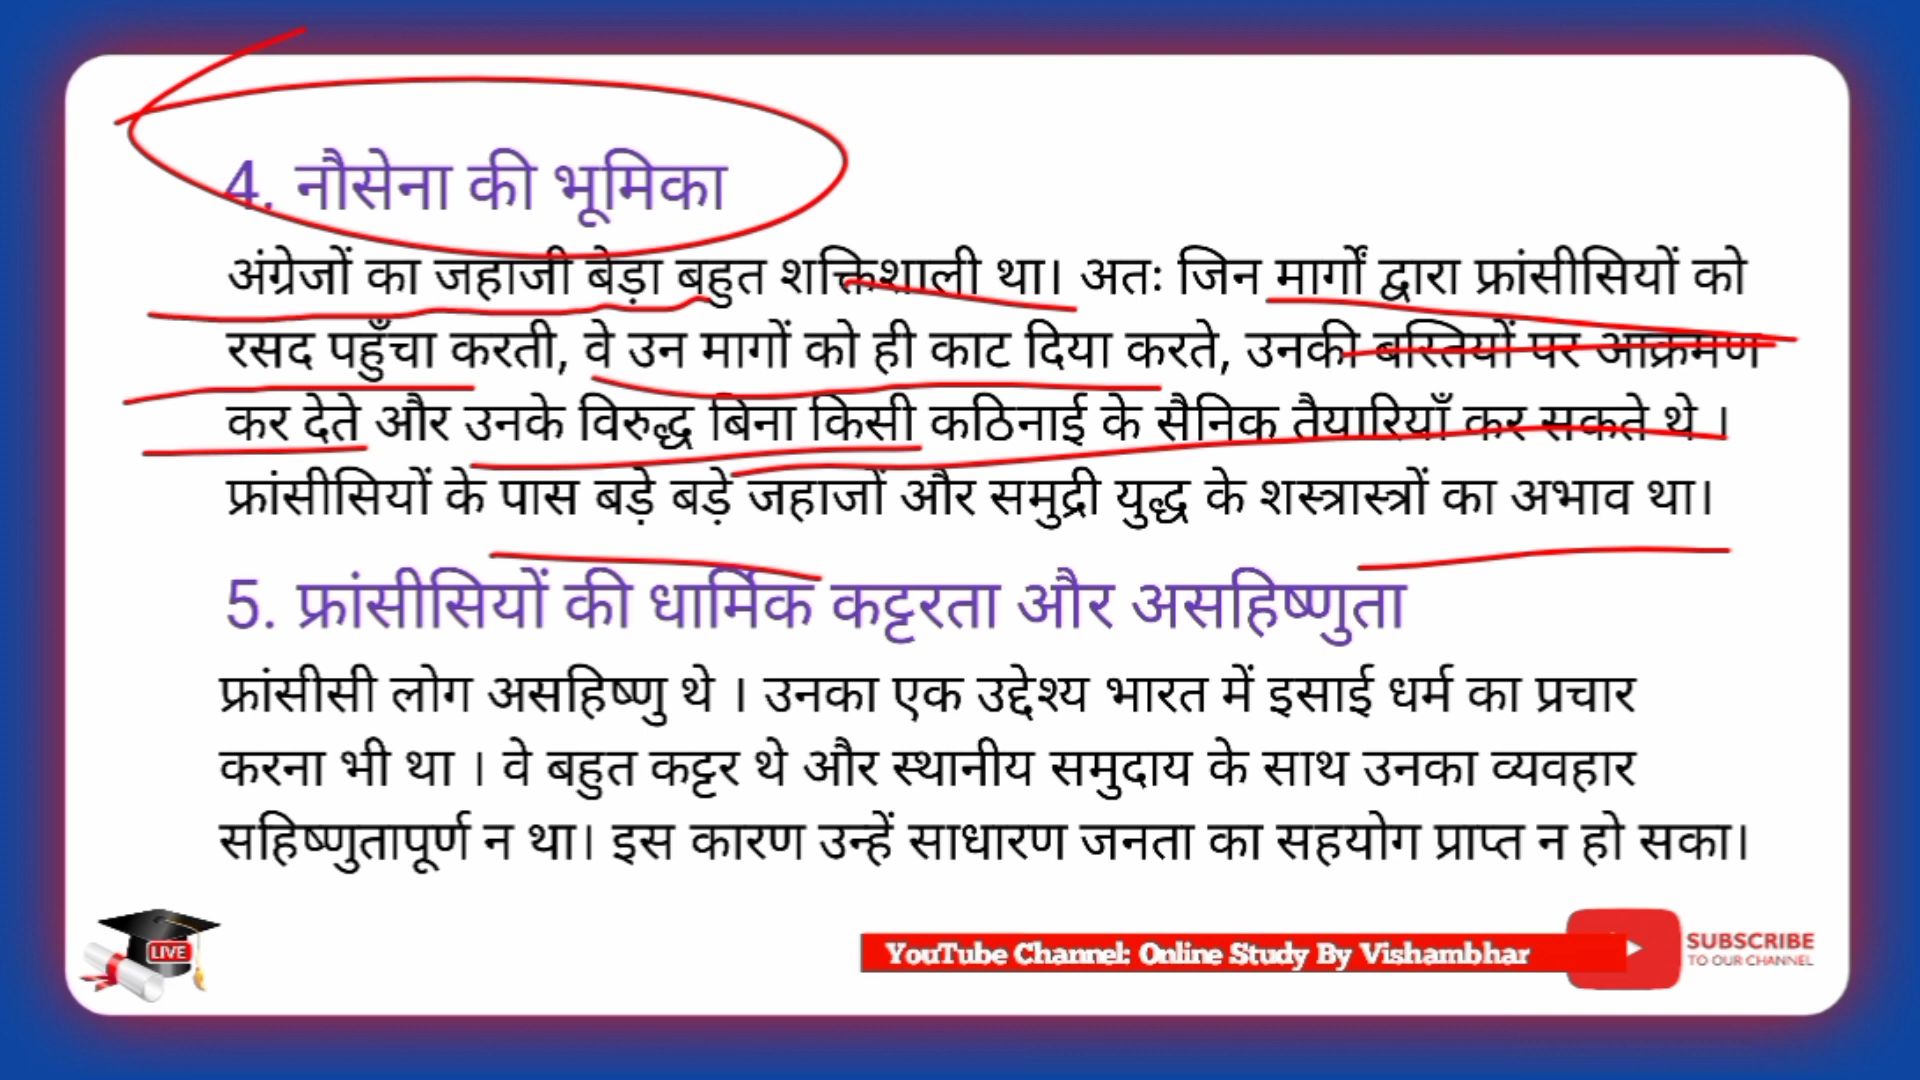 4. नौसेना की भूमिका
अंग्रेजों का जहाजी बेड़ा बहुत शक्तिशाली था। अतः जिन मार्गों द्वारा फ्रांसीसियों को
रसद पहुँचा करती, वे उन मागों को ही काट दिया करते, उनकी बस्तियों पर आक्रमण
कर देते और उनके विरुद्ध बिना किसी कठिनाई के सैनिक तैयारियाँ कर सकते थे ।
फ्रांसीसियों के पास बड़े बड़े जहाजों और समुद्री युद्ध के शस्त्रास्त्रों का अभाव था।
5. फ्रांसीसियों की धार्मिक कट्टरता और असहिष्णुता
फ्रांसीसी लोग असहिष्णु थे । उनका एक उद्देश्य भारत में इसाई धर्म का प्रचार
करना भी था । वे बहुत कट्टर थे और स्थानीय समुदाय के साथ उनका व्यवहार
सहिष्णुतापूर्ण न था। इस कारण उन्हें साधारण जनता का सहयोग प्राप्त न हो सका।
LIVE
YouTube Channel: Online Study By Vishambhar
SUBSCRIBE
TO OUR CHANNEL